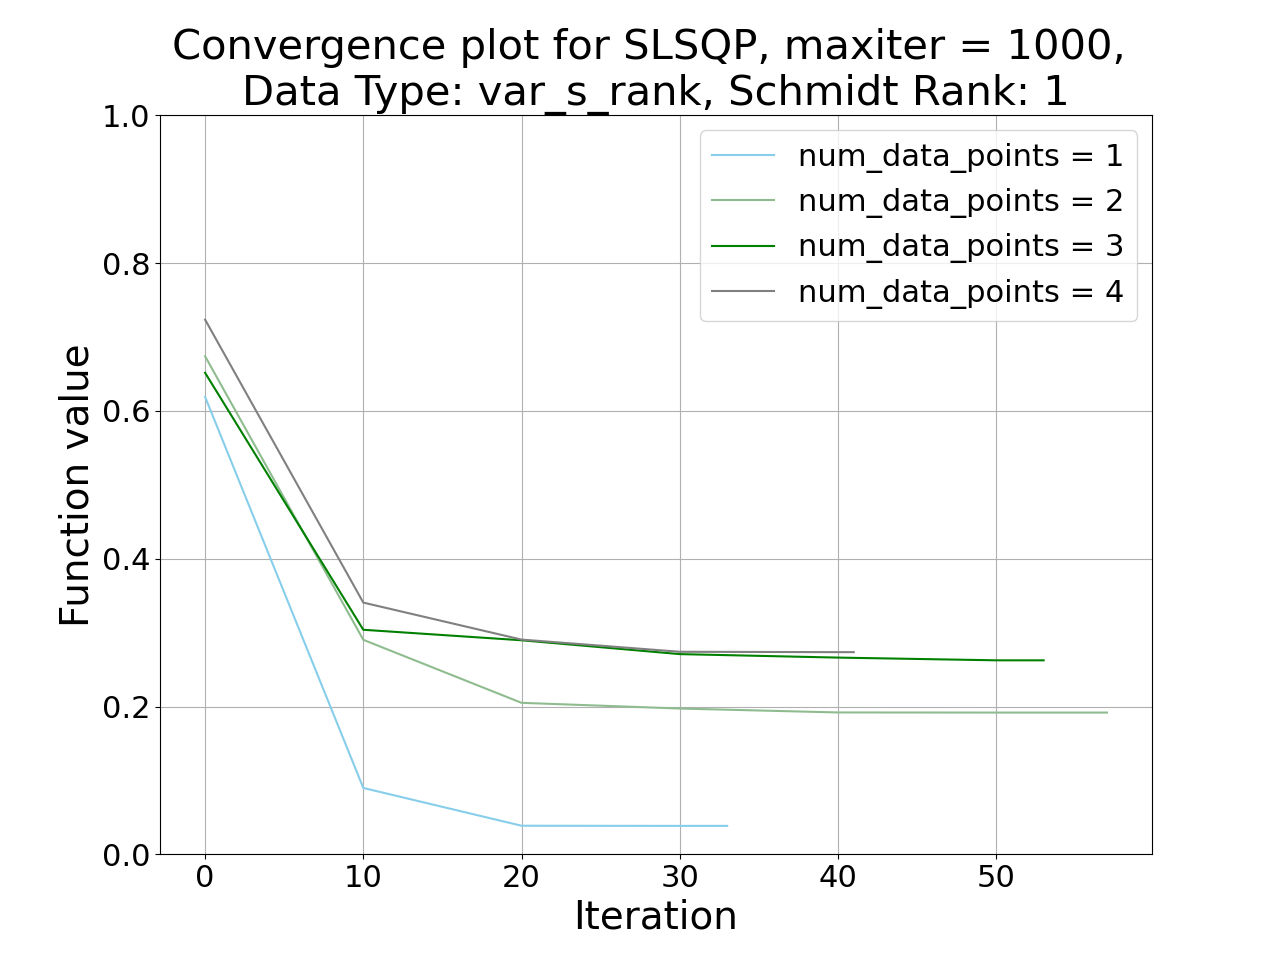 Convergence plot for SLSQP, maxiter = 1000,
Data Type: var_s_rank, Schmidt Rank: 1
num_data_points = 1
num_data_points = 2
num_data_points = 3
num_data_points = 4
Function value
1.0
0.8
0.6
0.4
0.2
0.0
0 10 20 30 40 50
Iteration